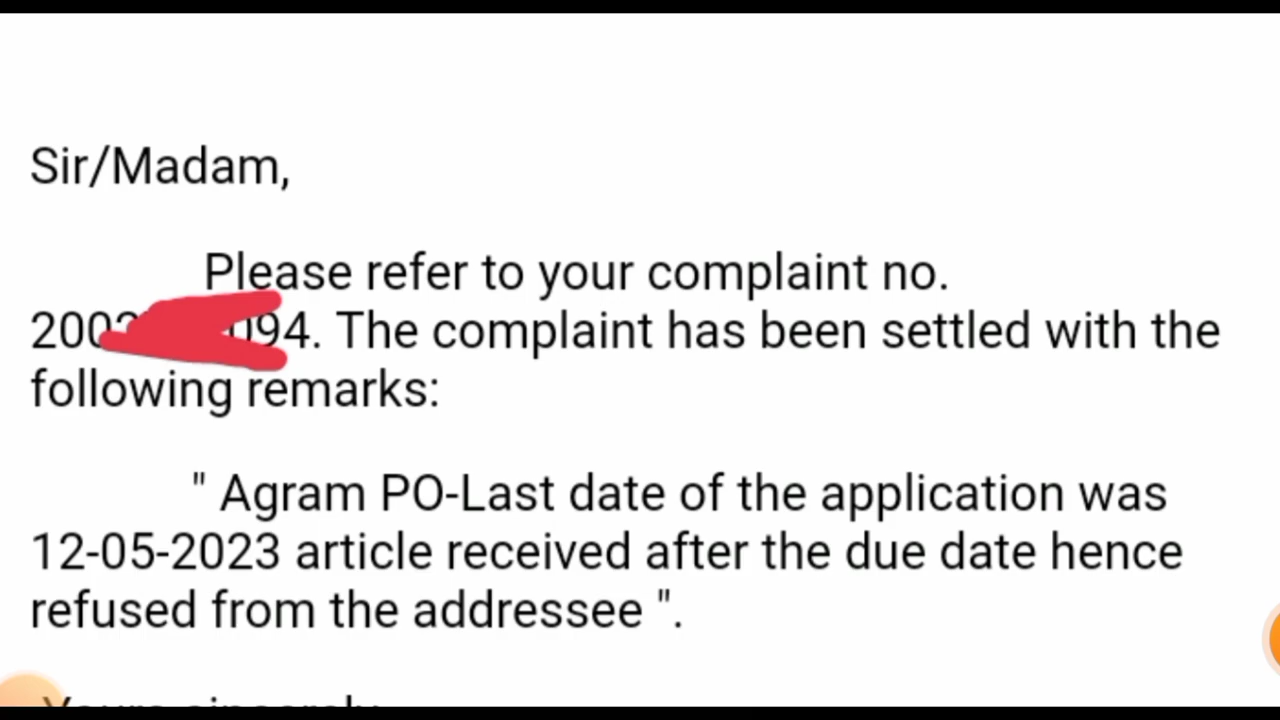 Sir/Madam,
Please refer to your complaint no.
The complaint has been settled with the
following remarks:
" Agram PO-Last date of the application was
12-05-2023 article received after the due date hence
refused from the addressee ".